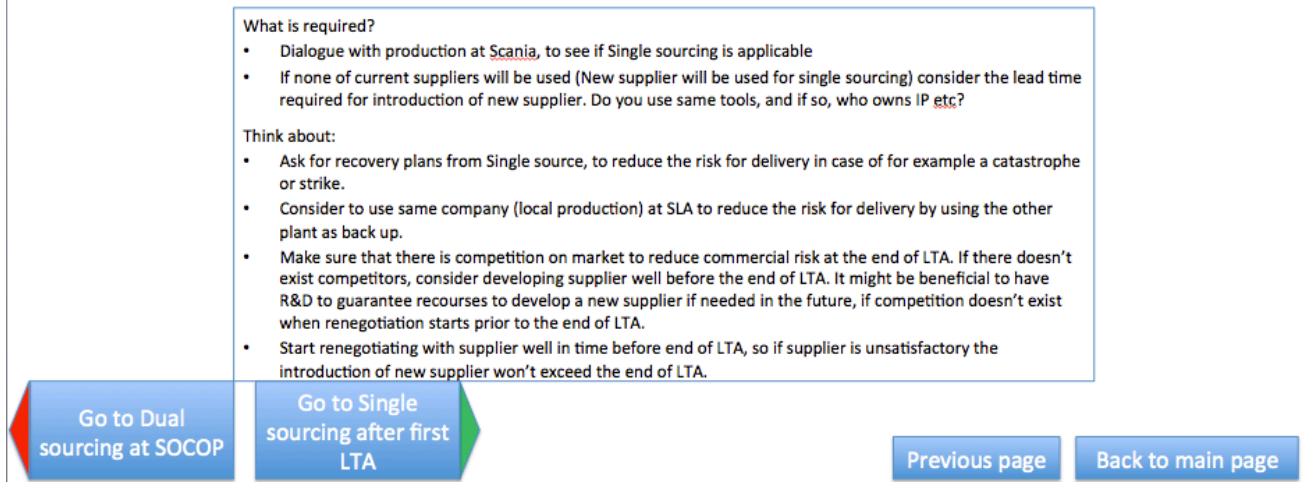 What is required?
• Dialogue with production at Scania, to see if Single sourcing is applicable
• If none of current suppliers will be used (New supplier will be used for single sourcing) consider the lead time
required for introduction of new supplier. Do you use same tools, and if so, who owns IP etc?
Think about:
• Ask for recovery plans from Single source, to reduce the risk for delivery in case of for example a catastrophe
or strike.
• Consider to use same company (local production) at SLA to reduce the risk for delivery by using the other
plant as back up.
• Make sure that there is competition on market to reduce commercial risk at the end of LTA. If there doesn't
exist competitors, consider developing supplier well before the end of LTA. It might be beneficial to have
R&D to guarantee recourses to develop a new supplier if needed in the future, if competition doesn't exist
when renegotiation starts prior to the end of LTA.
• Start renegotiating with supplier well in time before end of LTA, so if supplier is unsatisfactory the
introduction of new supplier won't exceed the end of LTA.
Go to Dual
sourcing at SOCOP
Go to Single
sourcing after first
LTA
Previous page
Back to main page